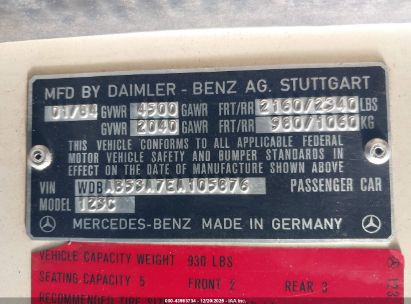 MFD BY DAIMLER - BENZ AG. STUTTGART
01/84 GVWR 4500 GAWR FRT/RR 2160/2340 LBS
GVWR 2040 GAWR FRT/RR 980/1060 KG
THIS VEHICLE CONFORMS TO ALL APPLICABLE FEDERAL
MOTOR VEHICLE SAFETY AND BUMPER STANDARDS IN
EFFECT ON THE DATE OF MANUFACTURE SHOWN ABOVE
VIN WDBAB53A7EA105876 PASSENGER CAR
MODEL 123C
MERCEDES-BENZ MADE IN GERMANY
VEHICLE CAPACITY WEIGHT 930 LBS
SEATING CAPACITY 5 FRONT 2 REAR 3
RECOMMENDED TIRE